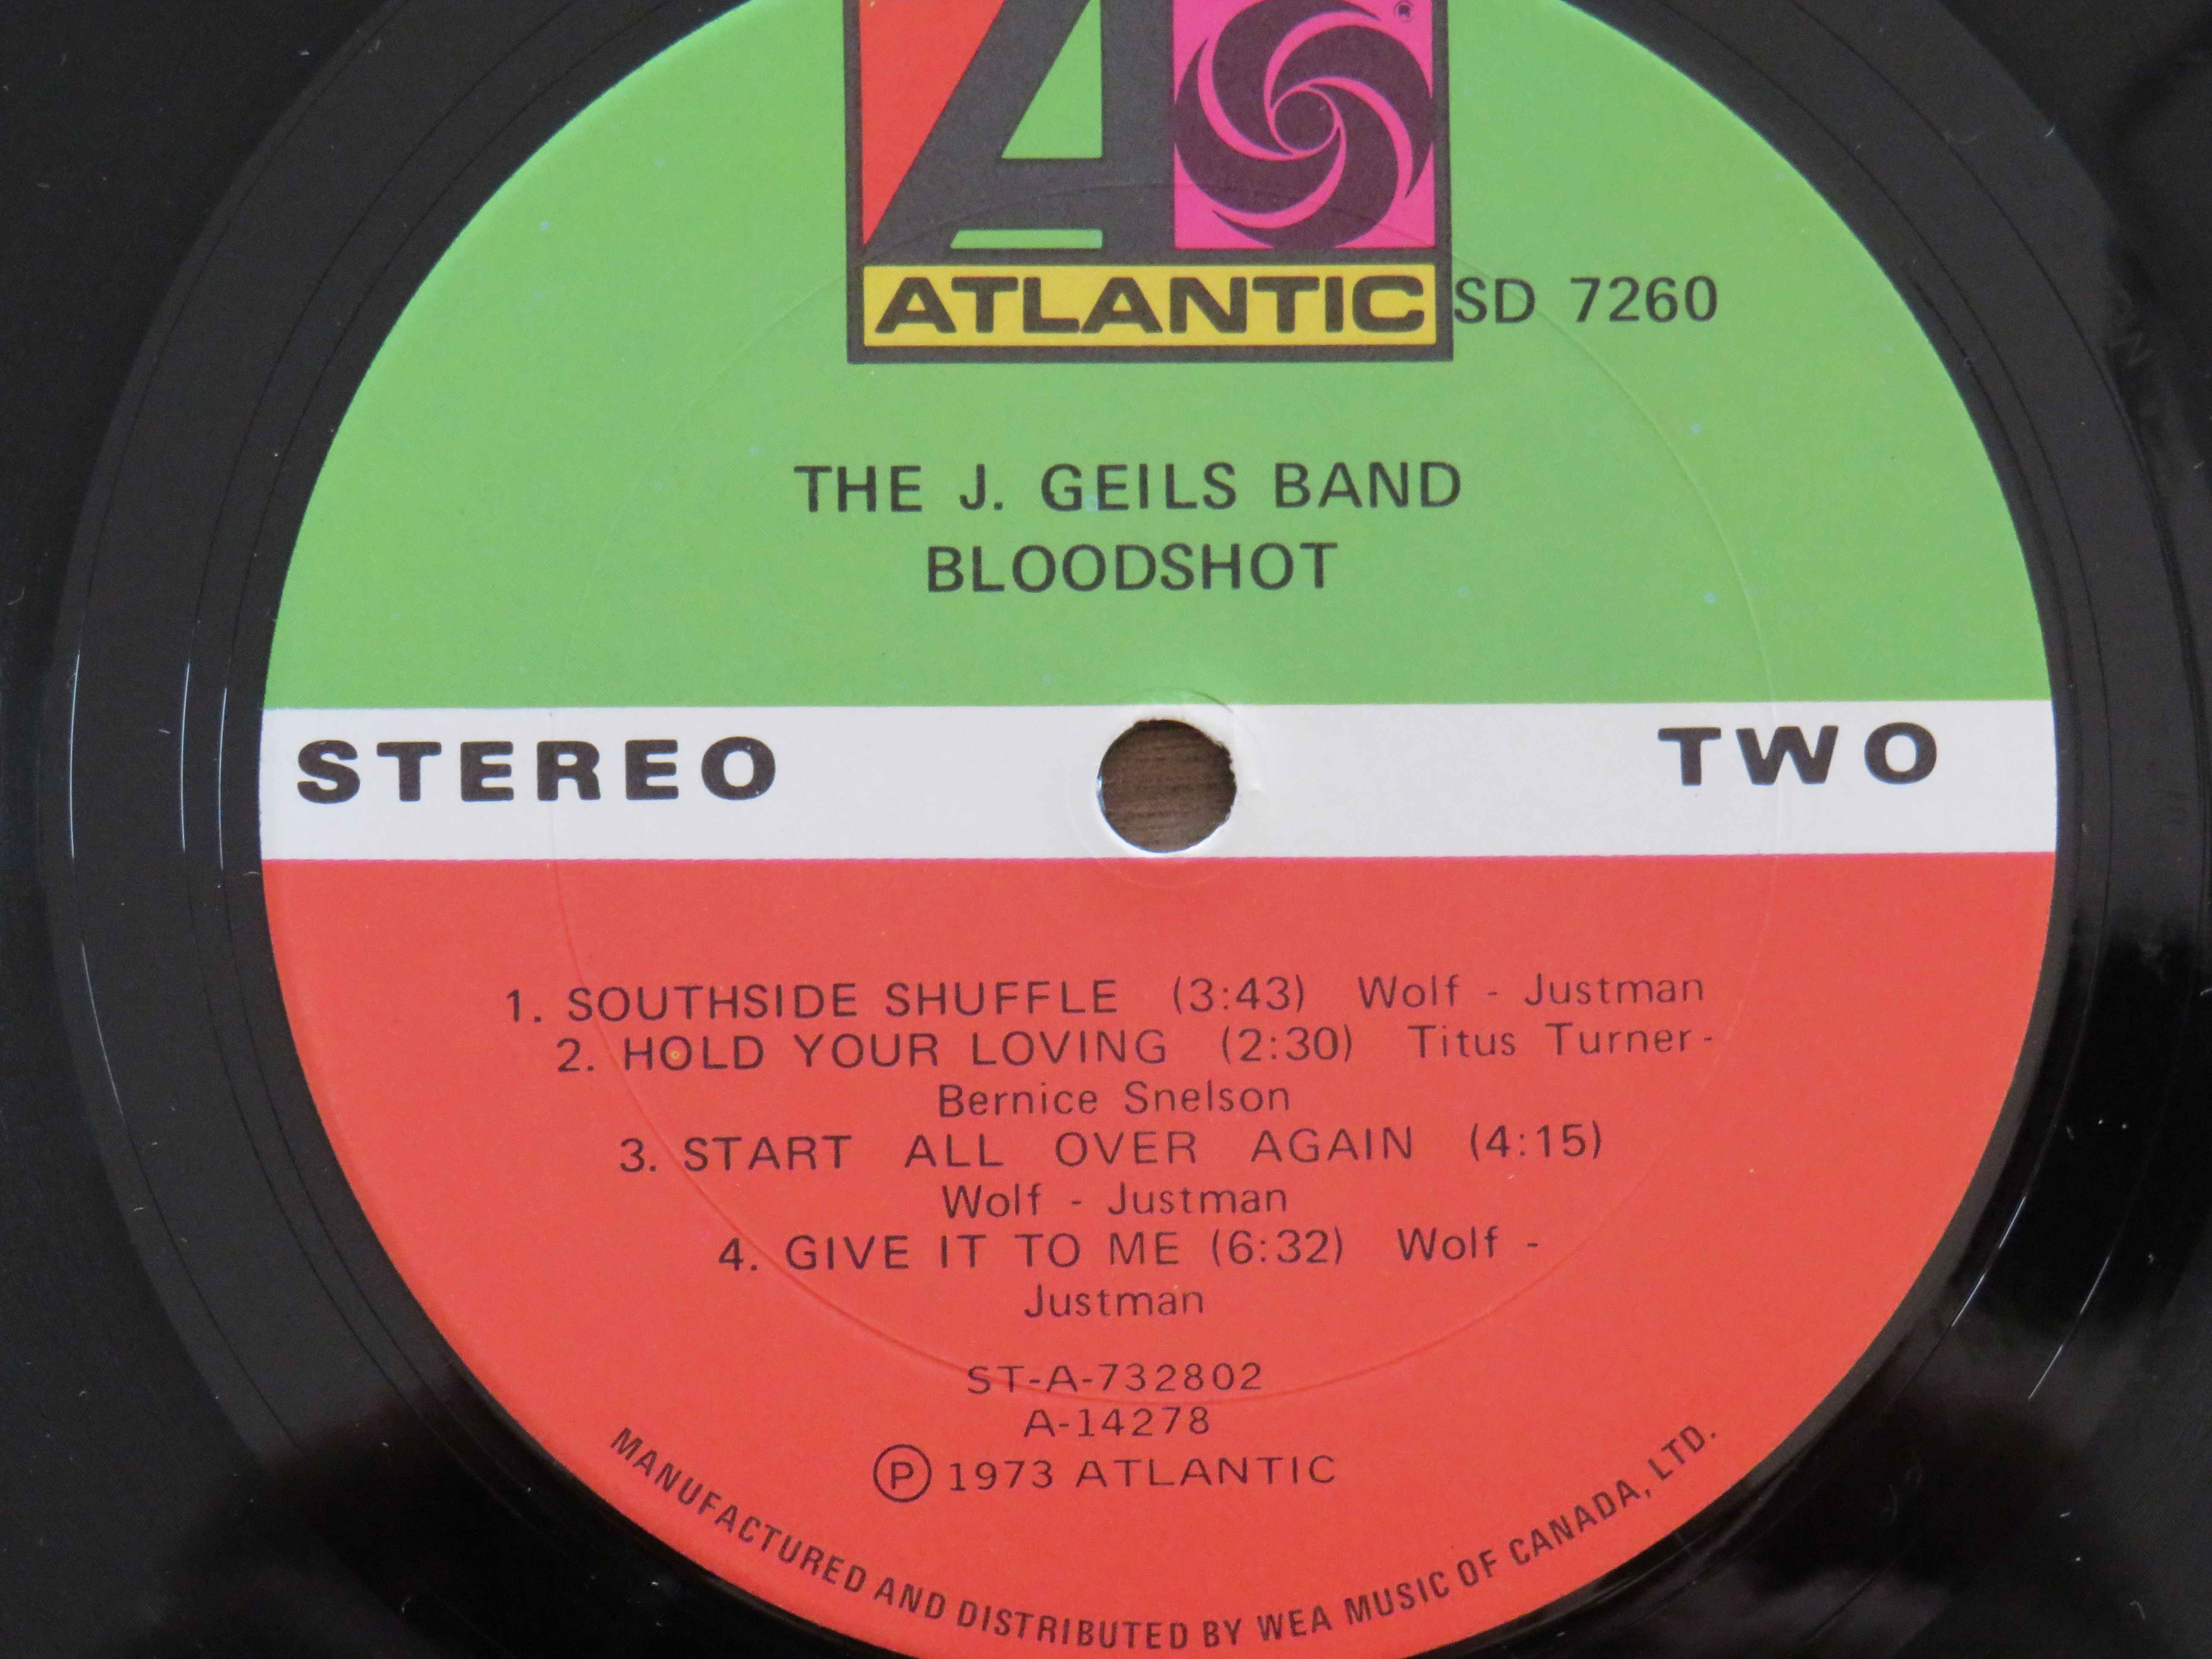 ATLANTIC SD 7260
THE J. GEILS BAND
BLOODSHOT
STEREO TWO
1. SOUTHSIDE SHUFFLE (3:43) Wolf - Justman
2. HOLD YOUR LOVING (2:30) Titus Turner-
Bernice Snelson
3. START ALL OVER AGAIN (4:15)
Wolf - Justman
4. GIVE IT TO ME (6:32) Wolf -
Justman
ST-A-732802
A-14278
Ⓟ 1973 ATLANTIC
MANUFACTURED AND DISTRIBUTED BY WEA MUSIC OF CANADA, LTD.